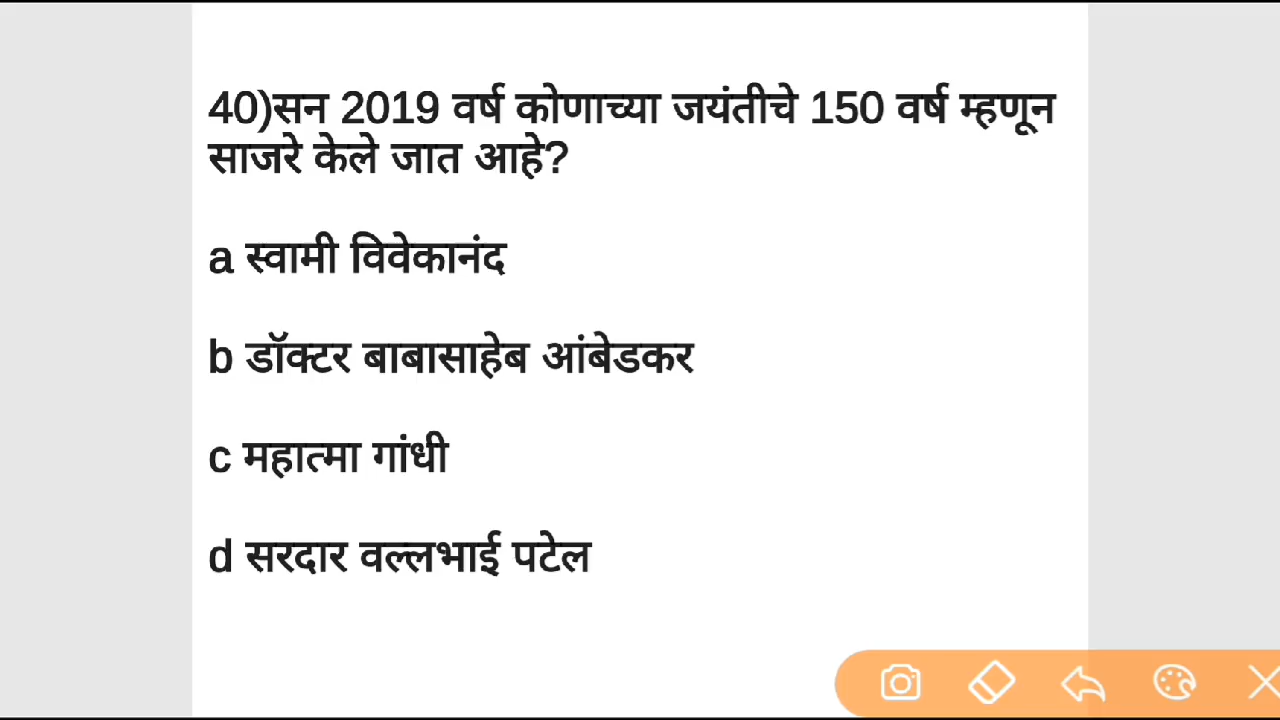 40)सन 2019 वर्ष कोणाच्या जयंतीचे 150 वर्ष म्हणून
साजरे केले जात आहे?
a स्वामी विवेकानंद
b डॉक्टर बाबासाहेब आंबेडकर
c महात्मा गांधी
d सरदार वल्लभाई पटेल